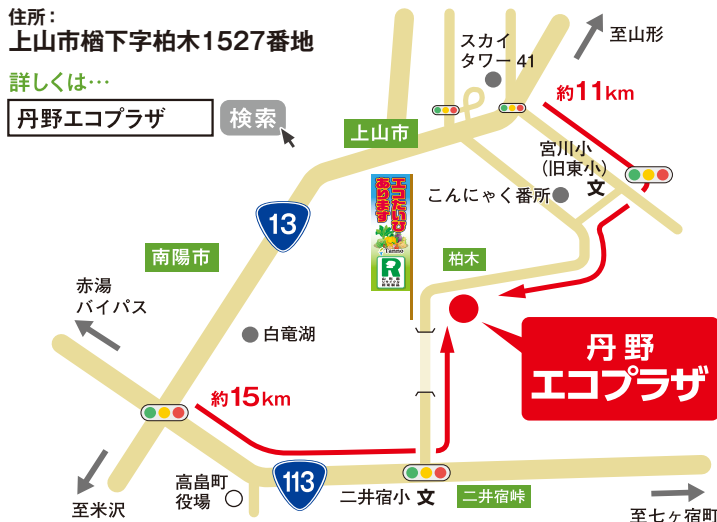 住所：
上山市楢下字柏木1527番地
詳しくは…
丹野エコプラザ
検索
スカイ
タワー41
至山形
約11km
上山市
宮川小
（旧東小）
文
こんにゃく番所
エコたいひ
あります
Tanno
R
13
南陽市
柏木
赤湯
バイパス
白竜湖
丹野
エコプラザ
約15km
高畠町
役場
113
二井宿小 文
二井宿峠
至米沢
至七ヶ宿町